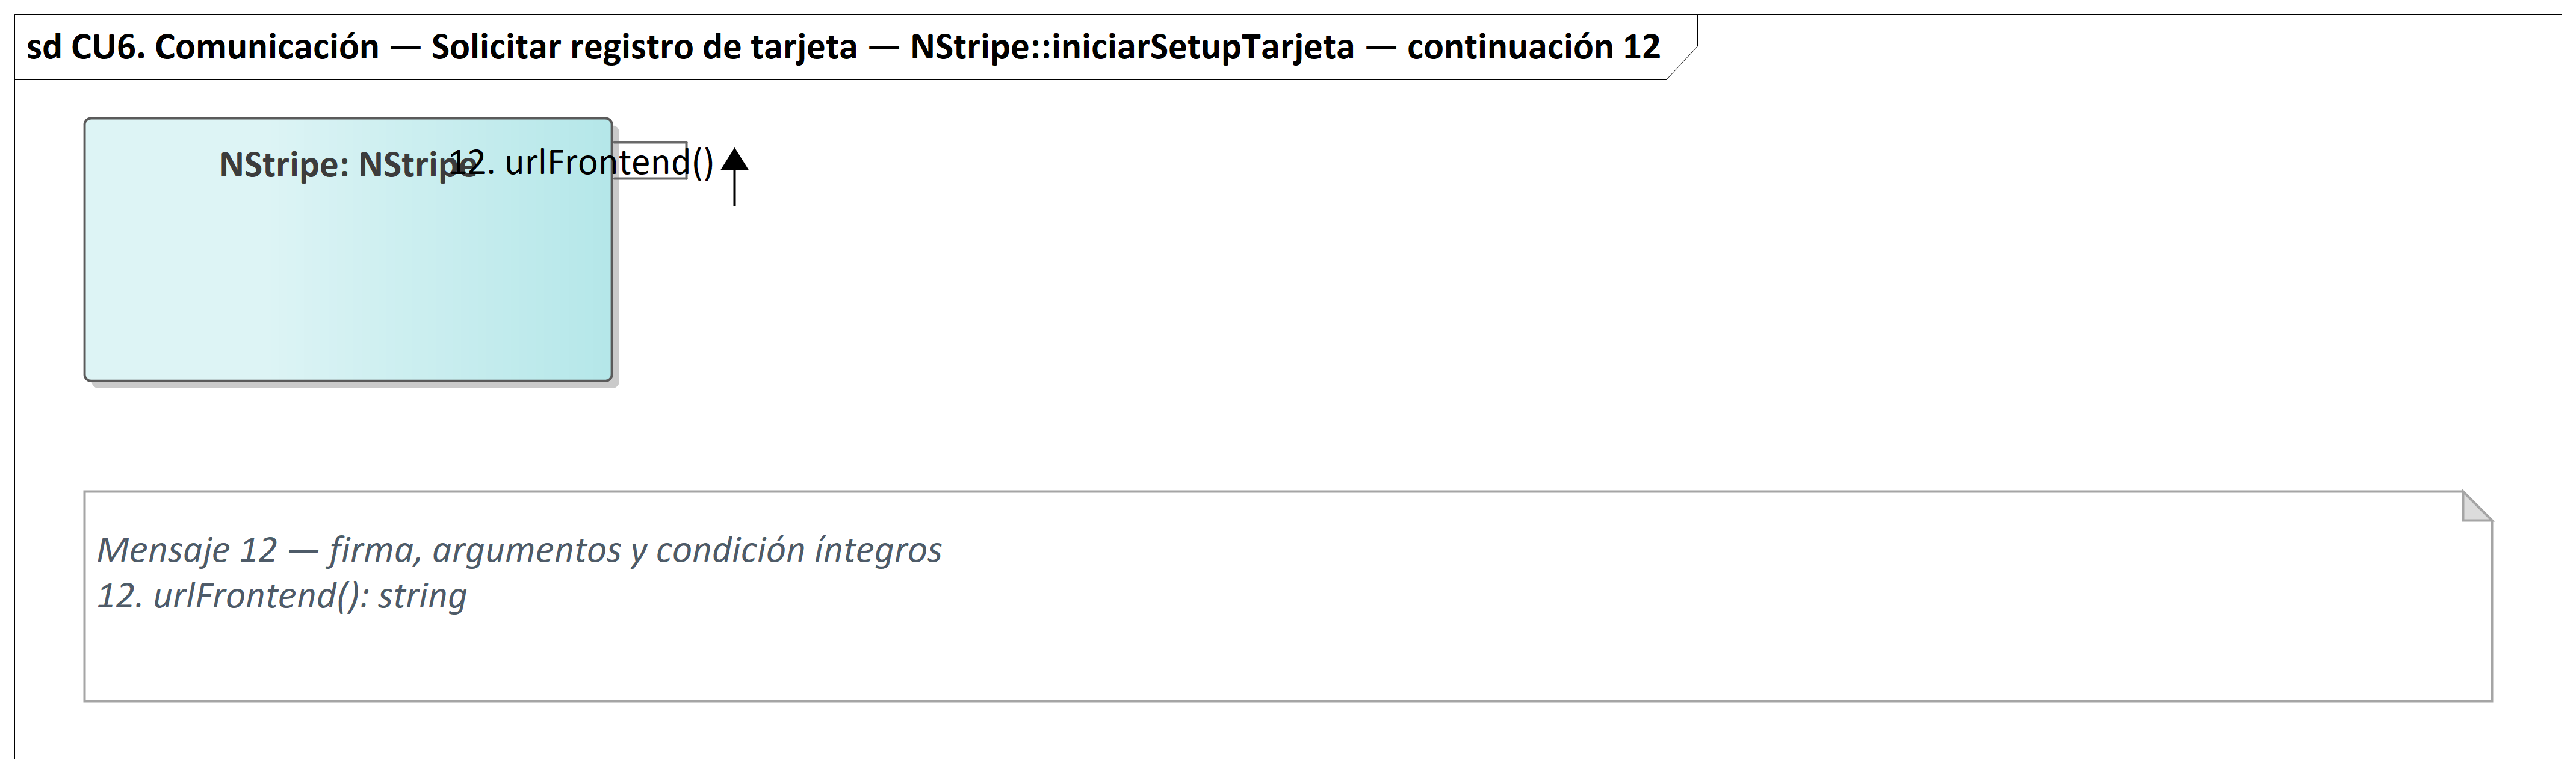 sd CU6. Comunicación — Solicitar registro de tarjeta — NStripe::iniciarSetupTarjeta — continuación 12
NStripe: NStripe
12. urlFrontend()
Mensaje 12 — firma, argumentos y condición íntegros
12. urlFrontend(): string